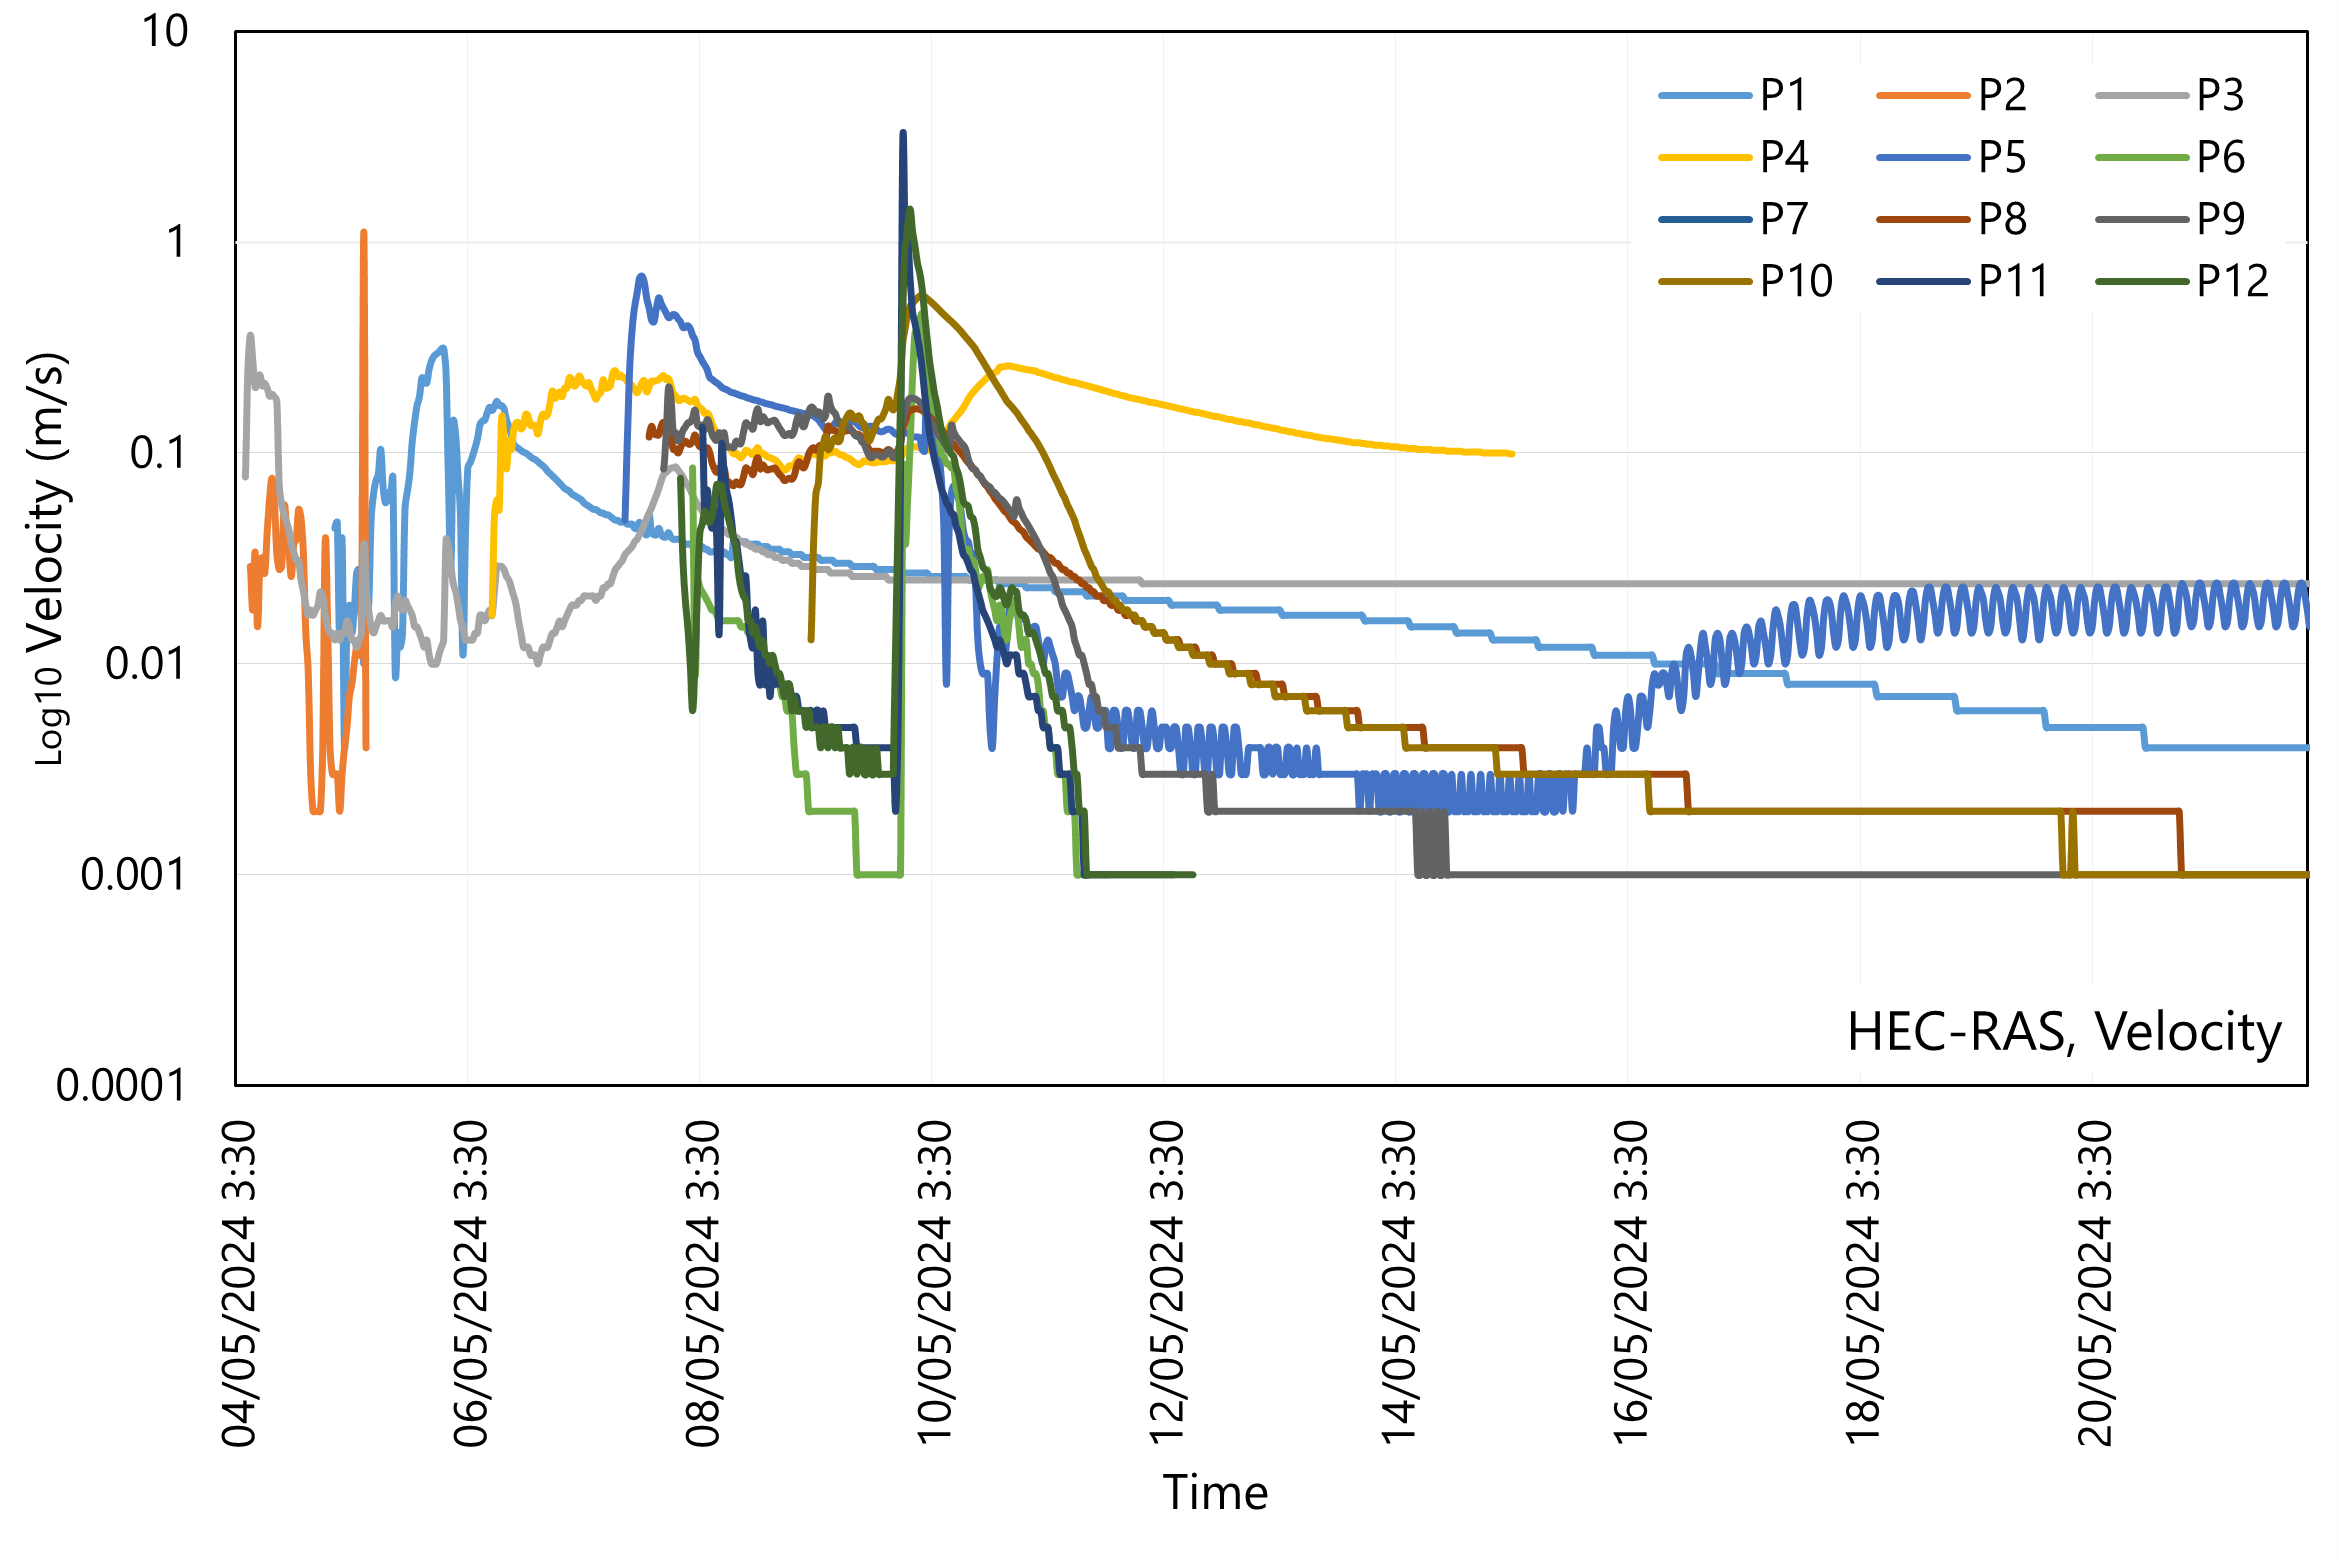 10
1
0.1
0.01
0.001
0.0001
Log10 Velocity (m/s)
P1 P2 P3
P4 P5 P6
P7 P8 P9
P10 P11 P12
HEC-RAS, Velocity
04/05/2024 3:30
06/05/2024 3:30
08/05/2024 3:30
10/05/2024 3:30
12/05/2024 3:30
14/05/2024 3:30
16/05/2024 3:30
18/05/2024 3:30
20/05/2024 3:30
Time